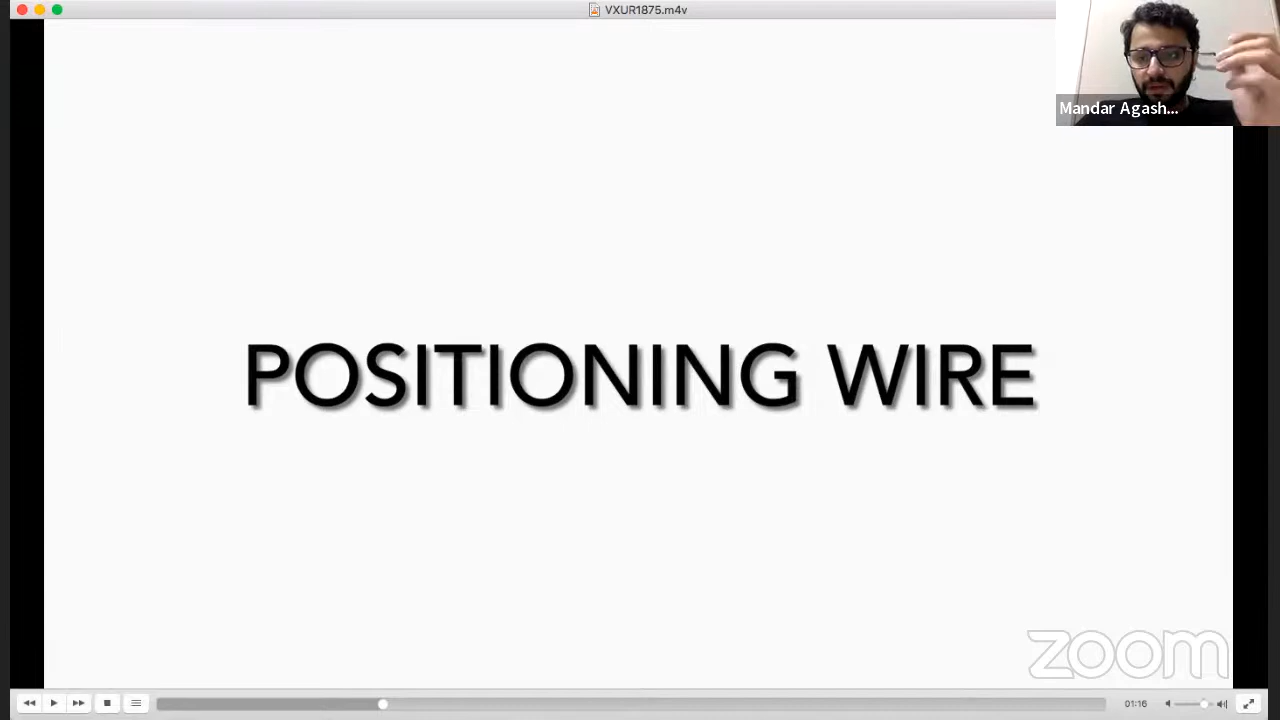 VXUR1875.m4v
Mandar Agash...
POSITIONING WIRE
zoom
01:16